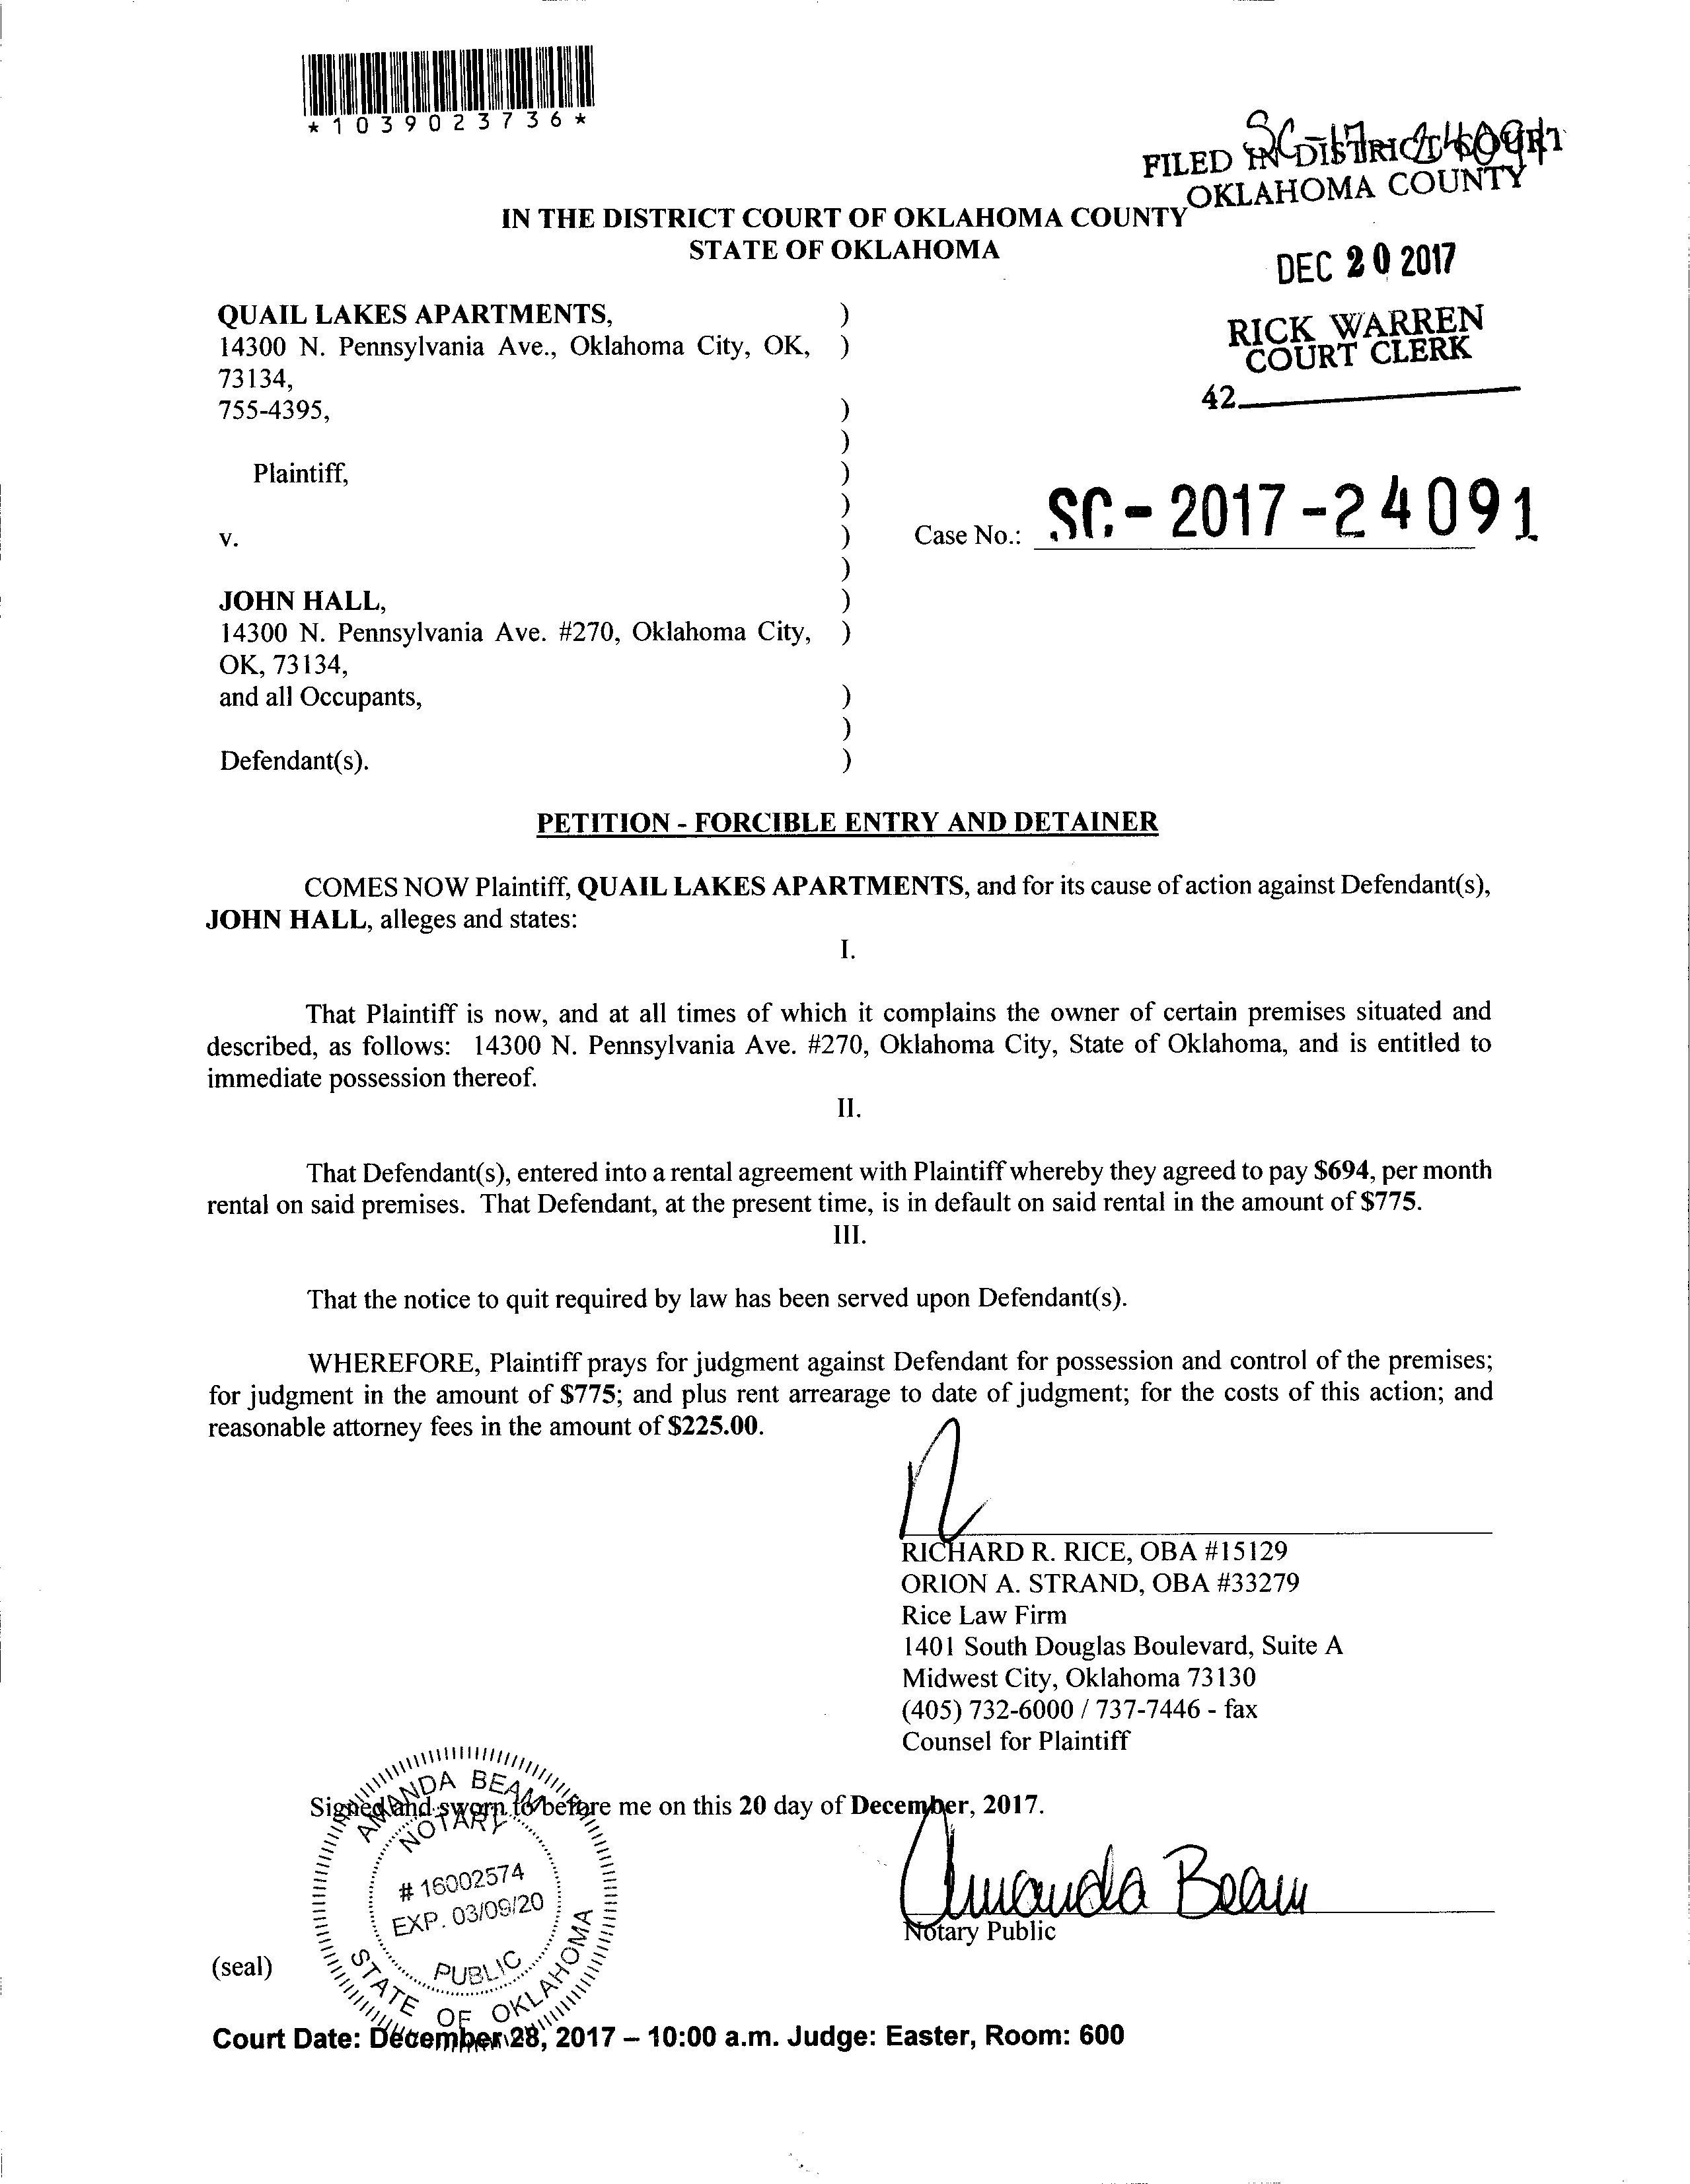 *1039023736*
SC-17-24091
FILED IN DISTRICT COURT
OKLAHOMA COUNTY
IN THE DISTRICT COURT OF OKLAHOMA COUNTY
STATE OF OKLAHOMA
DEC 20 2017
RICK WARREN
COURT CLERK
42
QUAIL LAKES APARTMENTS, )
14300 N. Pennsylvania Ave., Oklahoma City, OK, )
73134,
755-4395, )
)
Plaintiff, )
)
v. )
Case No.: SC-2017-24091
)
JOHN HALL, )
14300 N. Pennsylvania Ave. #270, Oklahoma City, )
OK, 73134,
and all Occupants, )
)
Defendant(s). )
PETITION - FORCIBLE ENTRY AND DETAINER
COMES NOW Plaintiff, QUAIL LAKES APARTMENTS, and for its cause of action against Defendant(s),
JOHN HALL, alleges and states:
I.
That Plaintiff is now, and at all times of which it complains the owner of certain premises situated and
described, as follows: 14300 N. Pennsylvania Ave. #270, Oklahoma City, State of Oklahoma, and is entitled to
immediate possession thereof.
II.
That Defendant(s), entered into a rental agreement with Plaintiff whereby they agreed to pay $694, per month
rental on said premises. That Defendant, at the present time, is in default on said rental in the amount of $775.
III.
That the notice to quit required by law has been served upon Defendant(s).
WHEREFORE, Plaintiff prays for judgment against Defendant for possession and control of the premises;
for judgment in the amount of $775; and plus rent arrearage to date of judgment; for the costs of this action; and
reasonable attorney fees in the amount of $225.00.
RICHARD R. RICE, OBA #15129
ORION A. STRAND, OBA #33279
Rice Law Firm
1401 South Douglas Boulevard, Suite A
Midwest City, Oklahoma 73130
(405) 732-6000 / 737-7446 - fax
Counsel for Plaintiff
Signed and sworn to before me on this 20 day of December, 2017.
Amanda Beam
Notary Public
AMANDA BEAM
NOTARY
# 16002574
EXP. 03/09/20
PUBLIC
STATE OF OKLAHOMA
(seal)
Court Date: December 28, 2017 – 10:00 a.m. Judge: Easter, Room: 600